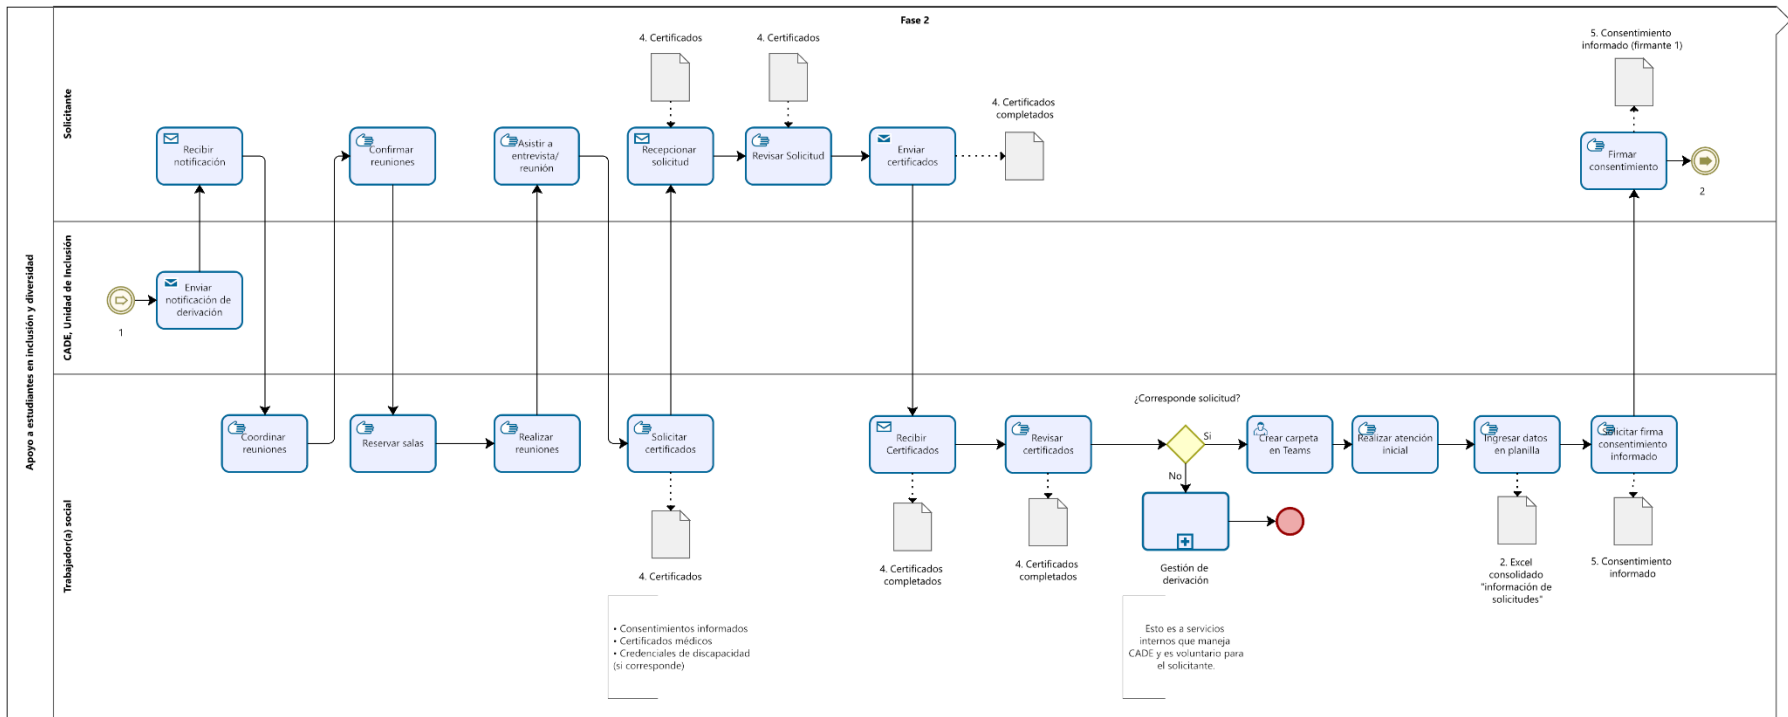 Fase 2
Apoyo a estudiantes en inclusión y diversidad
Solicitante
4. Certificados
4. Certificados
5. Consentimiento
informado (firmante 1)
4. Certificados
completados
Recibir
notificación
Confirmar
reuniones
Asistir a
entrevista/
reunión
Recepcionar
solicitud
Revisar Solicitud
Enviar
certificados
Firmar
consentimiento
2
CADE, Unidad de Inclusión
Enviar
notificación de
derivación
1
Trabajador(a) social
¿Corresponde solicitud?
Coordinar
reuniones
Reservar salas
Realizar
reuniones
Solicitar
certificados
Recibir
Certificados
Revisar
certificados
Si
No
Crear carpeta
en Teams
Realizar atención
inicial
Ingresar datos
en planilla
Solicitar firma
consentimiento
informado
4. Certificados
4. Certificados
completados
4. Certificados
completados
Gestión de
derivación
2. Excel
consolidado
"información de
solicitudes"
5. Consentimiento
informado
• Consentimientos informados
• Certificados médicos
• Credenciales de discapacidad
(si corresponde)
Esto es a servicios
internos que maneja
CADE y es voluntario para
el solicitante.